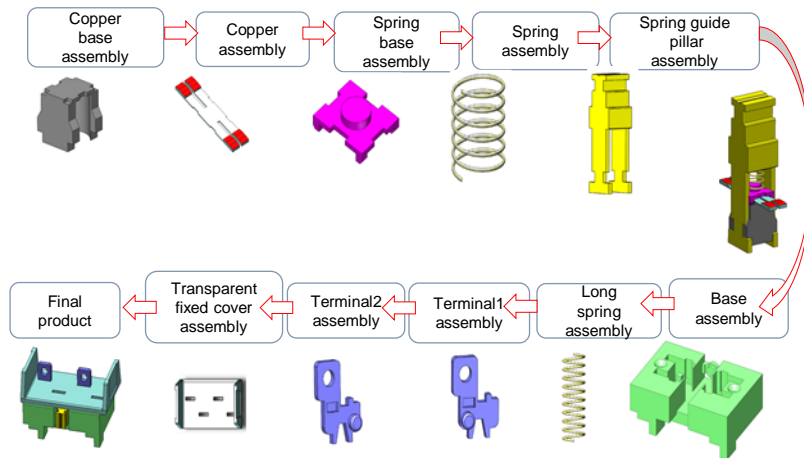 Copper
base assembly
Copper
assembly
Spring
base
assembly
Spring
assembly
Spring guide
pillar
assembly
Final
product
Transparent
fixed cover
assembly
Terminal2
assembly
Terminal1
assembly
Long
spring
assembly
Base
assembly